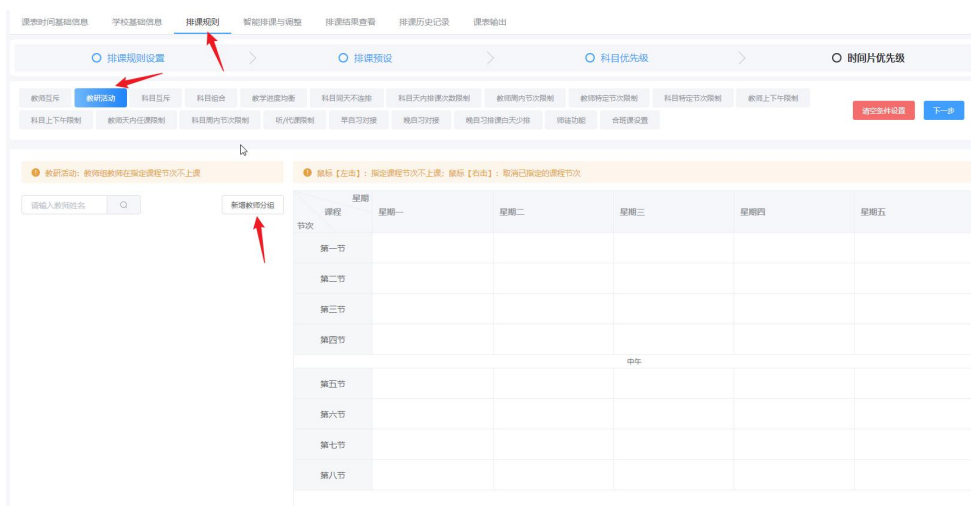 课表时间基础信息 学校基础信息 排课规则 智能排课与调整 排课结果查看 排课历史记录 课表输出
排课规则设置 排课预设 科目优先级 时间片优先级
教师互斥 教研活动 科目互斥 科目组合 教学进度均衡 科目同天不连排 科目天内排课次数限制 教师周内节次限制 教师特定节次限制 科目特定节次限制 教师上下午限制
清空条件设置 下一步
科目上下午限制 教师天内任课限制 科目周内节次限制 听/代课限制 早自习对接 晚自习对接 晚自习排课白天少排 师徒功能 合班课设置
教研活动：教师组教师在指定课程节次不上课
鼠标【左击】：指定课程节次不上课；鼠标【右击】：取消已指定的课程节次
请输入教师姓名 新增教师分组
星期
课程
节次
星期一 星期二 星期三 星期四 星期五
第一节
第二节
第三节
第四节
中午
第五节
第六节
第七节
第八节